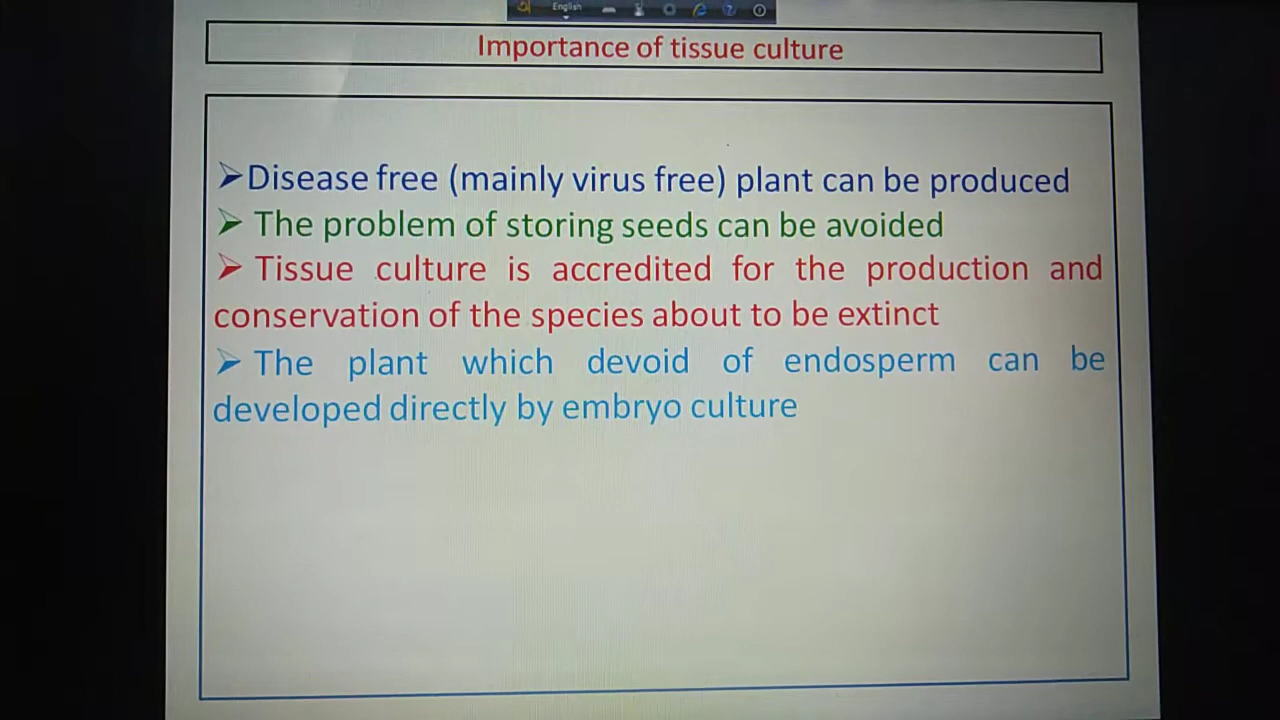 English
Importance of tissue culture
➢Disease free (mainly virus free) plant can be produced
➢ The problem of storing seeds can be avoided
➢ Tissue culture is accredited for the production and
conservation of the species about to be extinct
➢ The plant which devoid of endosperm can be
developed directly by embryo culture